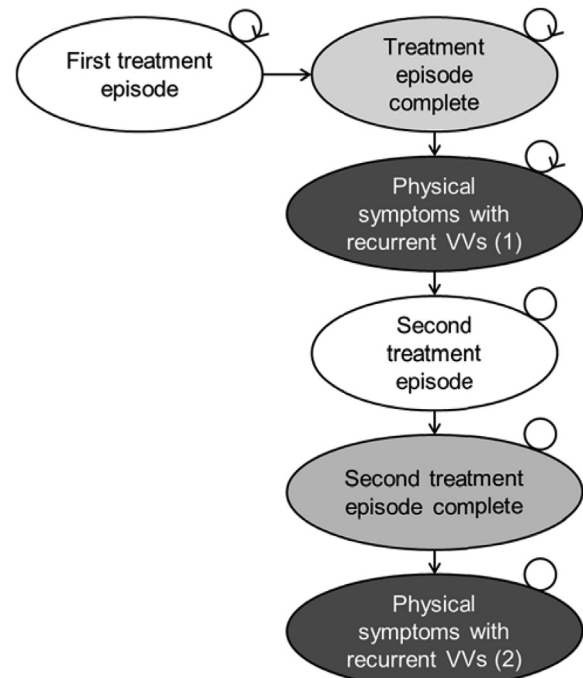 First treatment
episode
Treatment
episode
complete
Physical
symptoms with
recurrent VVs (1)
Second
treatment
episode
Second treatment
episode complete
Physical
symptoms with
recurrent VVs (2)